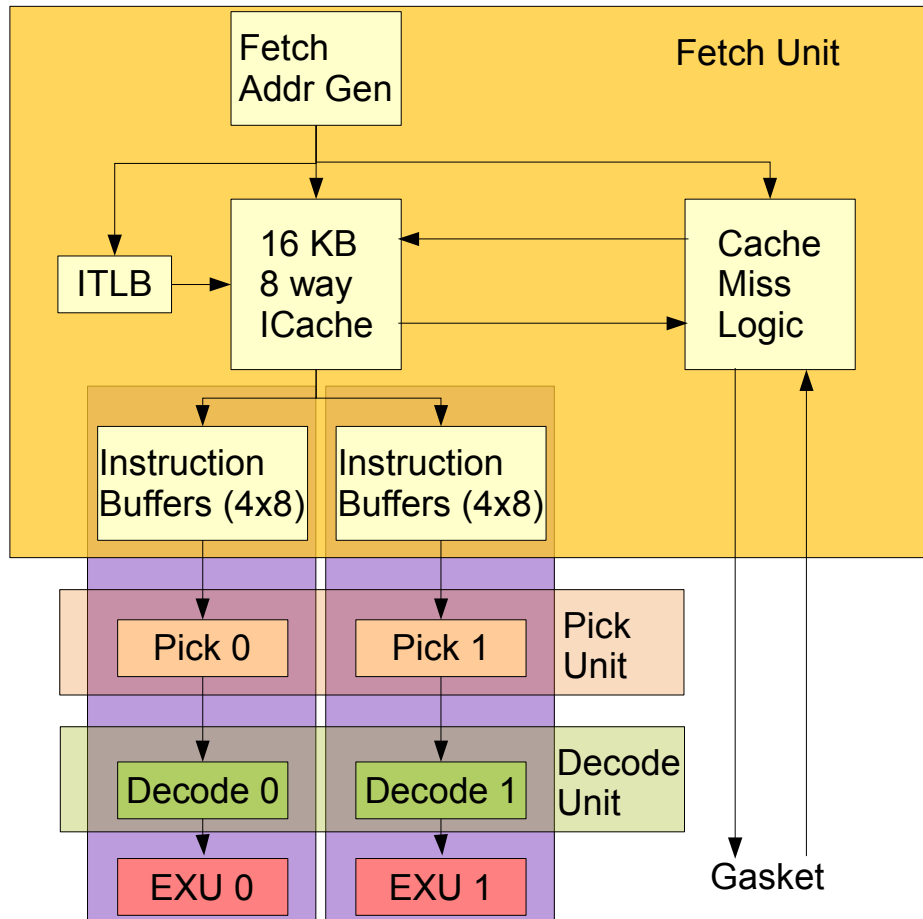 Fetch
Addr Gen
Fetch Unit
ITLB
16 KB
8 way
ICache
Cache
Miss
Logic
Instruction
Buffers (4x8)
Instruction
Buffers (4x8)
Pick 0
Pick 1
Pick
Unit
Decode 0
Decode 1
Decode
Unit
EXU 0
EXU 1
Gasket